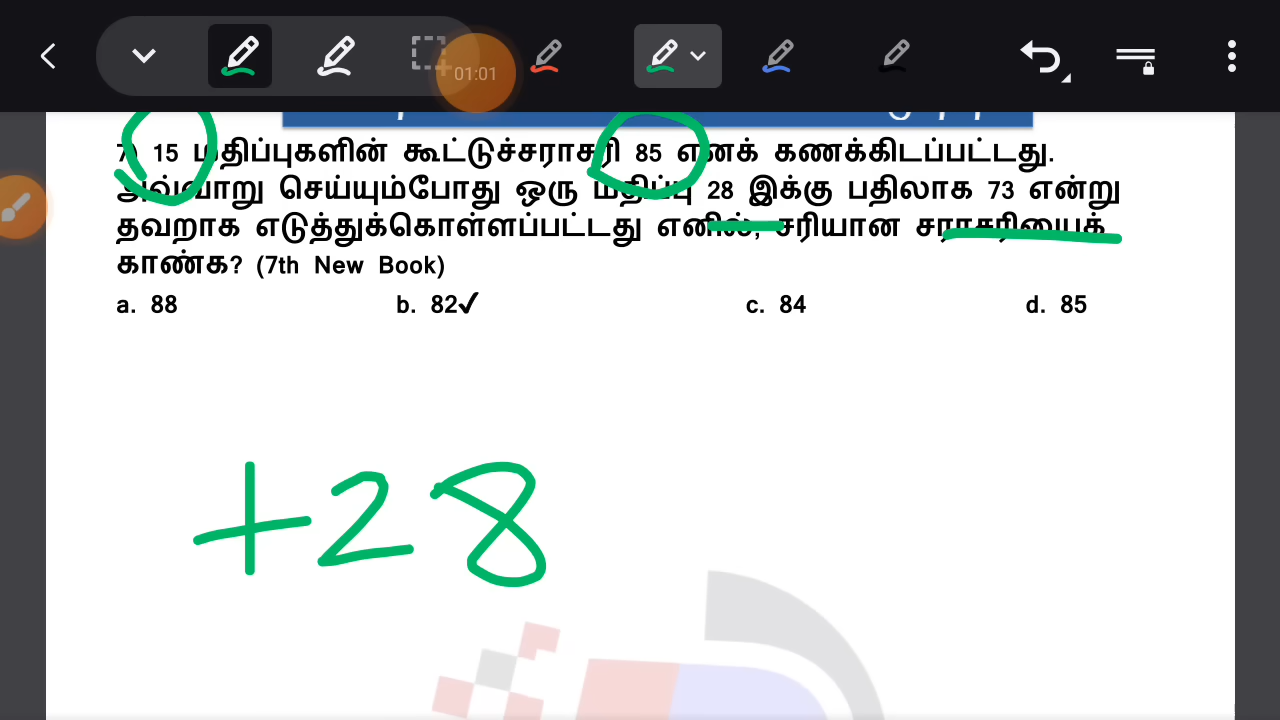 01:01
7) 15 மதிப்புகளின் கூட்டுச்சராசரி 85 எனக் கணக்கிடப்பட்டது.
அவ்வாறு செய்யும்போது ஒரு மதிப்பு 28 இக்கு பதிலாக 73 என்று
தவறாக எடுத்துக்கொள்ளப்பட்டது எனில், சரியான சராசரியைக்
காண்க? (7th New Book)
a. 88 b. 82✓ c. 84 d. 85
+28